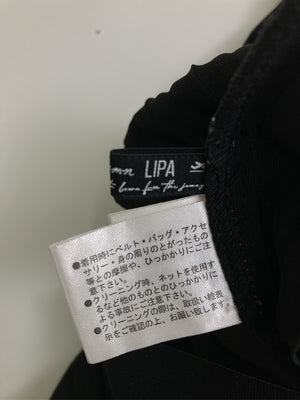 LIPA
born for the
●着用時にベルト・バッグ・アクセ
サリー・身の周りのとがったもの
等との摩擦や、ひっかかりにご注
意下さい。
●クリーニング時、ネットを使用す
るなど他のものとのひっかかり
よる事故にご注意下さい。
●クリーニングの際は、取扱い絵表
示をご確認の上、お願い致します。